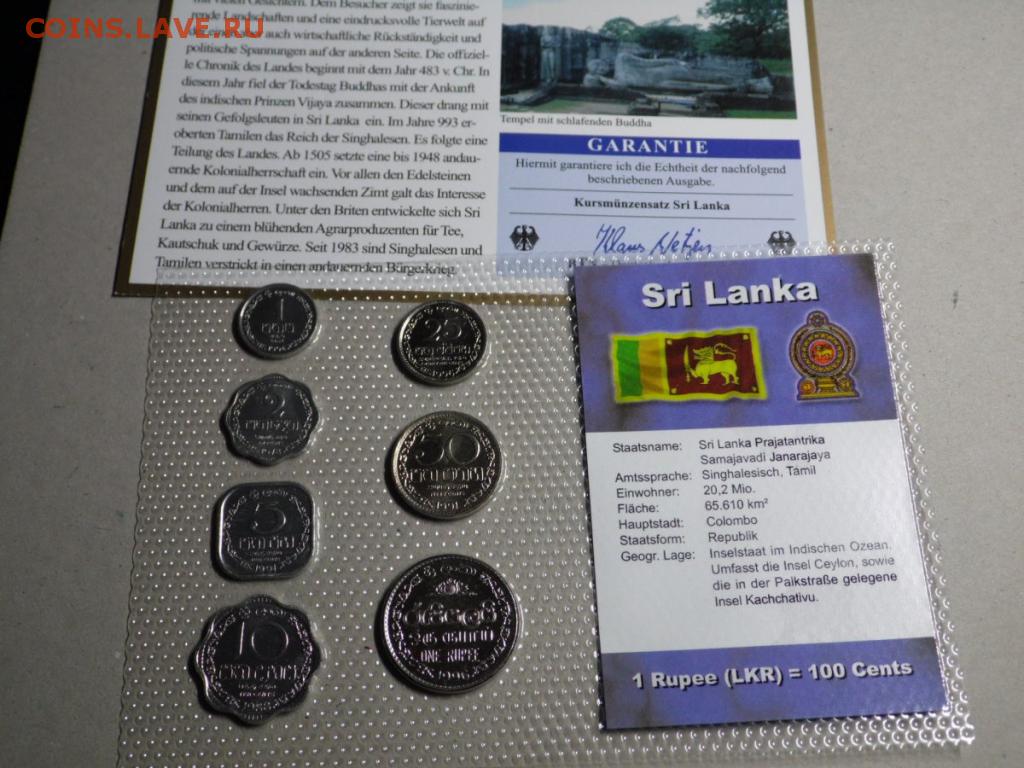 COINS.LAVE.RU
mit vielen Gesichtern. Dem Besucher zeigt sie faszinie-
rende Landschaften und eine eindrucksvolle Tierwelt auf
auch wirtschaftliche Rückständigkeit und
politische Spannungen auf der anderen Seite. Die offiziel-
le Chronik des Landes beginnt mit dem Jahr 483 v. Chr. In
diesem Jahr fiel der Todestag Buddhas mit der Ankunft
des indischen Prinzen Vijaya zusammen. Dieser drang mit
seinen Gefolgsleuten in Sri Lanka ein. Im Jahre 993 er-
oberten Tamilen das Reich der Singhalesen. Es folgte eine
Teilung des Landes. Ab 1505 setzte eine bis 1948 andau-
ernde Kolonialherrschaft ein. Vor allen den Edelsteinen
und dem auf der Insel wachsenden Zimt galt das Interesse
der Kolonialherren. Unter den Briten entwickelte sich Sri
Lanka zu einem blühenden Agrarproduzenten für Tee,
Kautschuk und Gewürze. Seit 1983 sind Singhalesen und
Tamilen verstrickt in einen andauernden Bürgerkrieg.
Tempel mit schlafenden Buddha
GARANTIE
Hiermit garantiere ich die Echtheit der nachfolgend
beschriebenen Ausgabe.
Kursmünzensatz Sri Lanka
Klaus
1
2
5
1991
10
1988
25
1996
50
1991
ONE RUPEE
Sri Lanka
Staatsname: Sri Lanka Prajatantrika
Samajavadi Janarajaya
Amtssprache: Singhalesisch, Tamil
Einwohner: 20,2 Mio.
Fläche: 65.610 km²
Hauptstadt: Colombo
Staatsform: Republik
Geogr. Lage: Inselstaat im Indischen Ozean.
Umfasst die Insel Ceylon, sowie
die in der Palkstraße gelegene
Insel Kachchativu.
1 Rupee (LKR) = 100 Cents